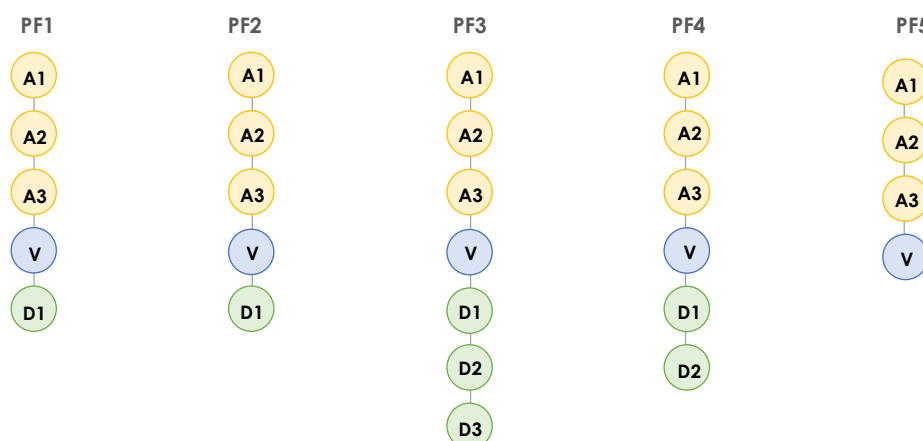 PF1 PF2 PF3 PF4 PF5
A1 A1 A1 A1 A1
A2 A2 A2 A2 A2
A3 A3 A3 A3 A3
V V V V V
D1 D1 D1 D1
D2 D2
D3